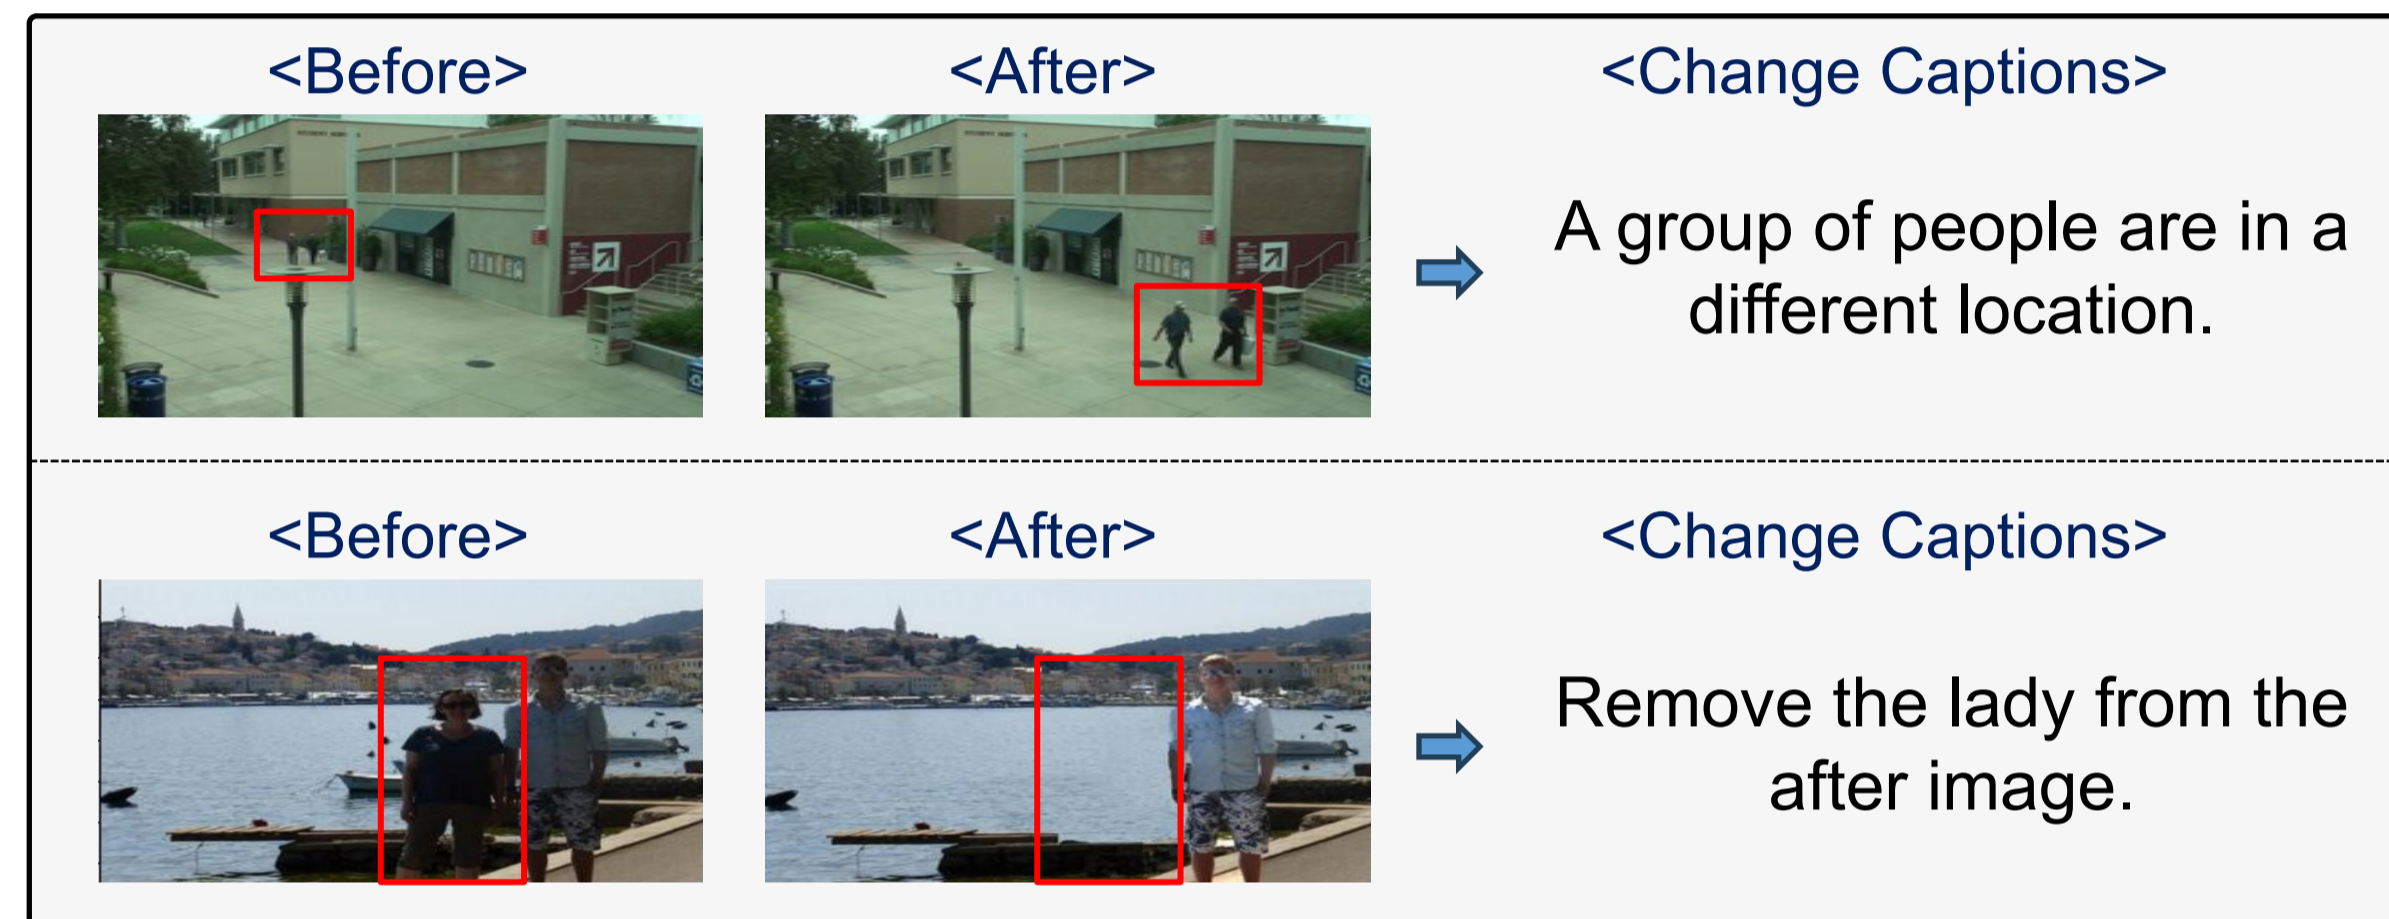 <Before>
<After>
<Change Captions>
A group of people are in a
different location.
<Before>
<After>
<Change Captions>
Remove the lady from the
after image.